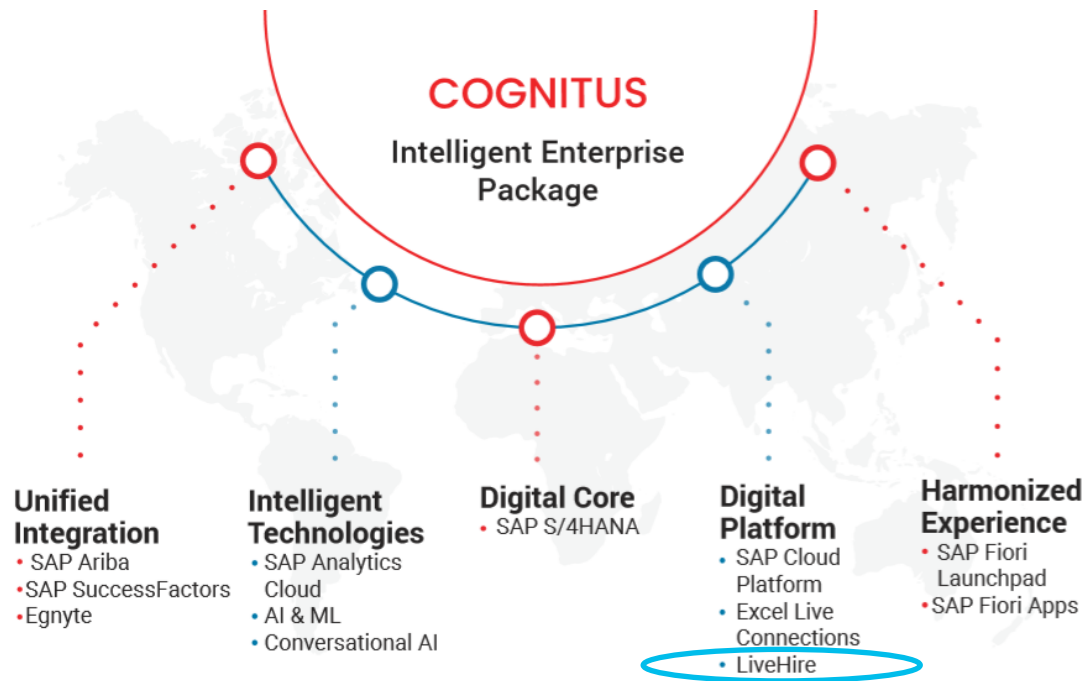 COGNITUS
Intelligent Enterprise
Package
Unified
Integration
• SAP Ariba
• SAP SuccessFactors
• Egnyte
Intelligent
Technologies
• SAP Analytics
Cloud
• AI & ML
• Conversational AI
Digital Core
• SAP S/4HANA
Digital
Platform
• SAP Cloud
Platform
• Excel Live
Connections
• LiveHire
Harmonized
Experience
• SAP Fiori
Launchpad
• SAP Fiori Apps